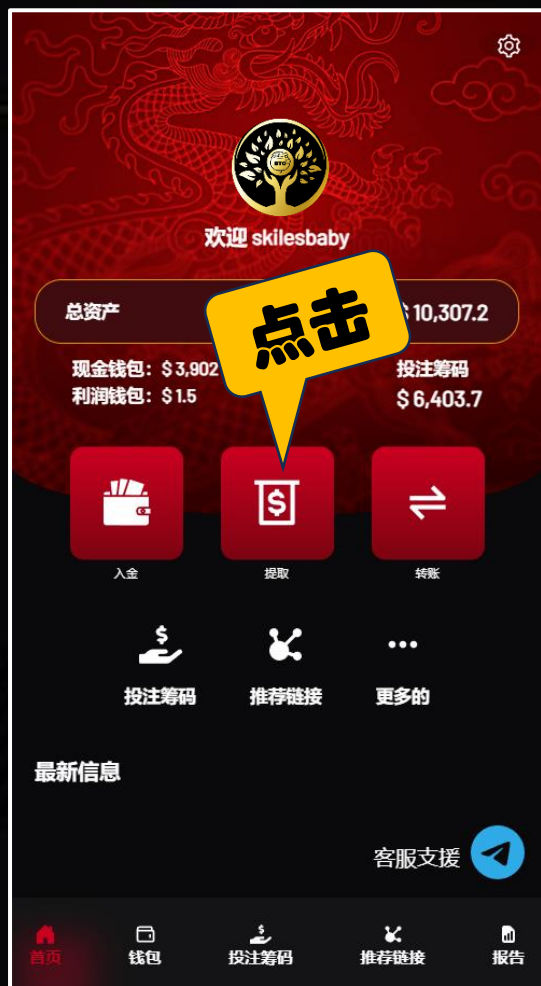 BTO
欢迎 skilesbaby
总资产
$ 10,307.2
点击
现金钱包：$ 3,902
利润钱包：$ 1.5
投注筹码
$ 6,403.7
入金
提取
转账
投注筹码
推荐链接
更多的
最新信息
客服支援
首页
钱包
投注筹码
推荐链接
报告